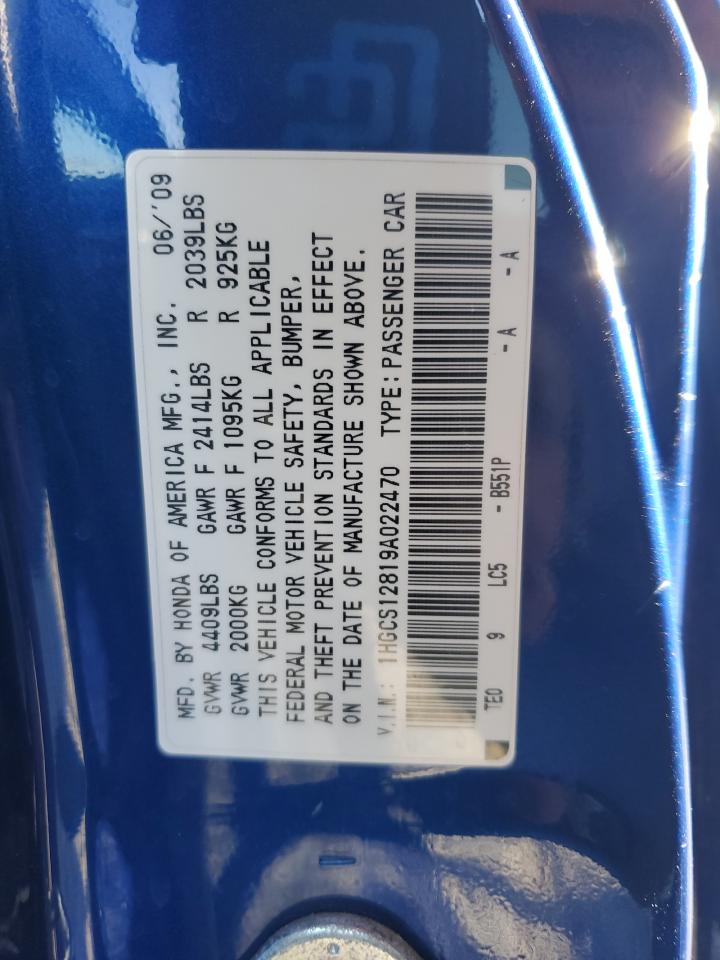 MFD. BY HONDA OF AMERICA MFG., INC. 06/'09
GVWR 4409LBS GAWR F 2414LBS R 2039LBS
GVWR 2000KG GAWR F 1095KG R 925KG
THIS VEHICLE CONFORMS TO ALL APPLICABLE
FEDERAL MOTOR VEHICLE SAFETY, BUMPER,
AND THEFT PREVENTION STANDARDS IN EFFECT
ON THE DATE OF MANUFACTURE SHOWN ABOVE.
V.I.N.: 1HGCS12819A022470 TYPE:PASSENGER CAR
TE0 9 LC5 - B551P - A - A